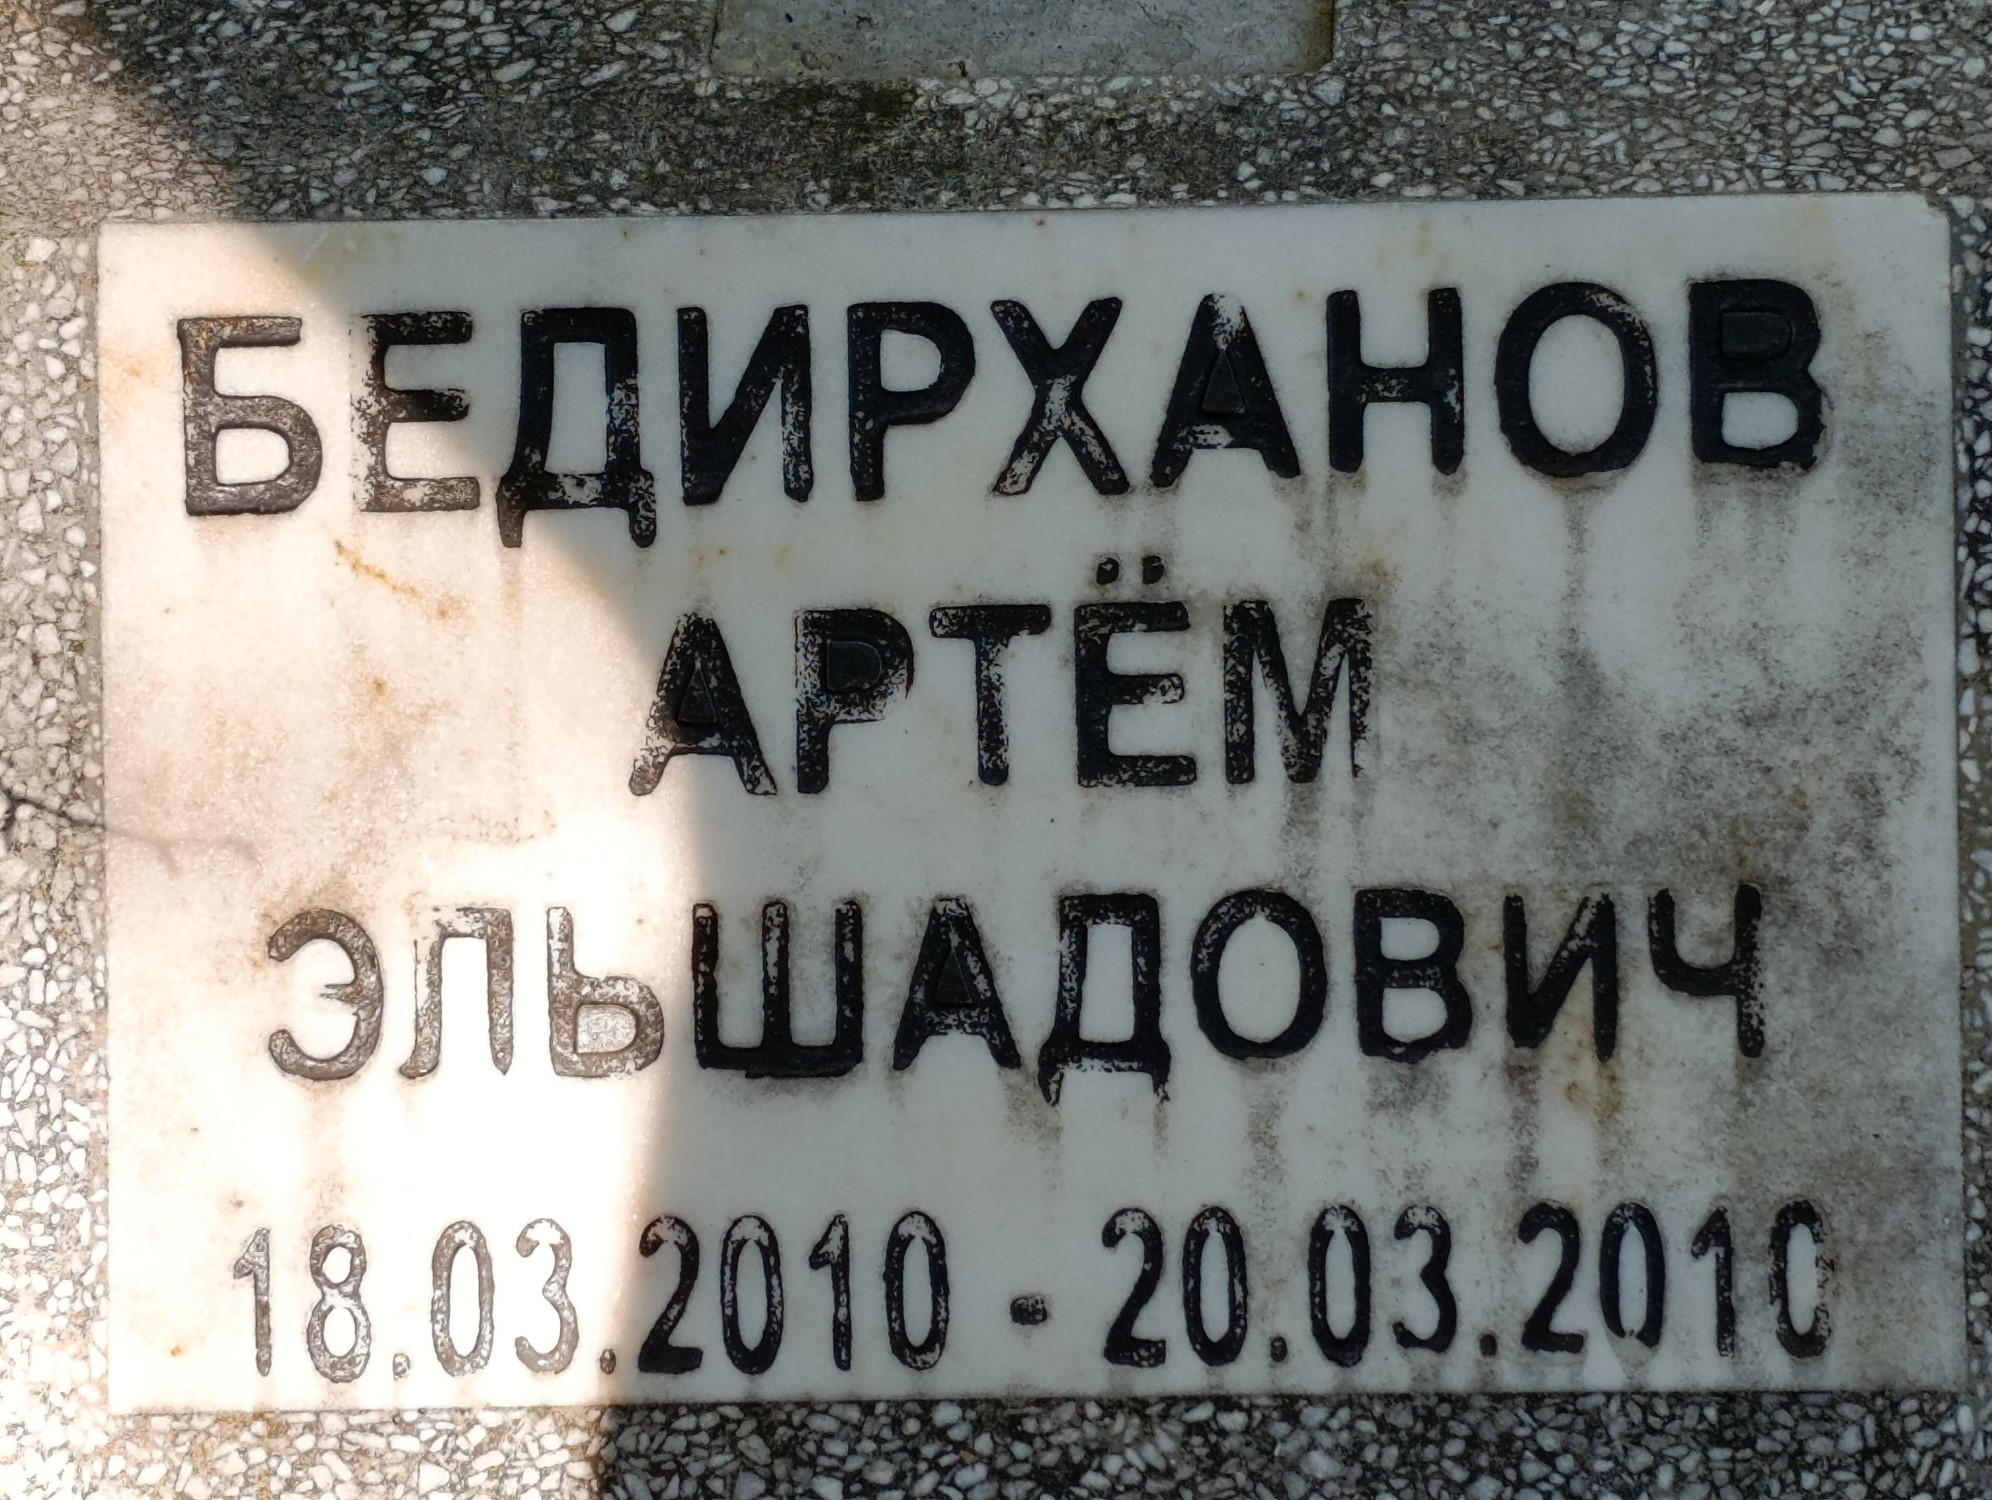 БЕДИРХАНОВ
АРТЁМ
ЭЛЬШАДОВИЧ
18.03.2010 - 20.03.2010